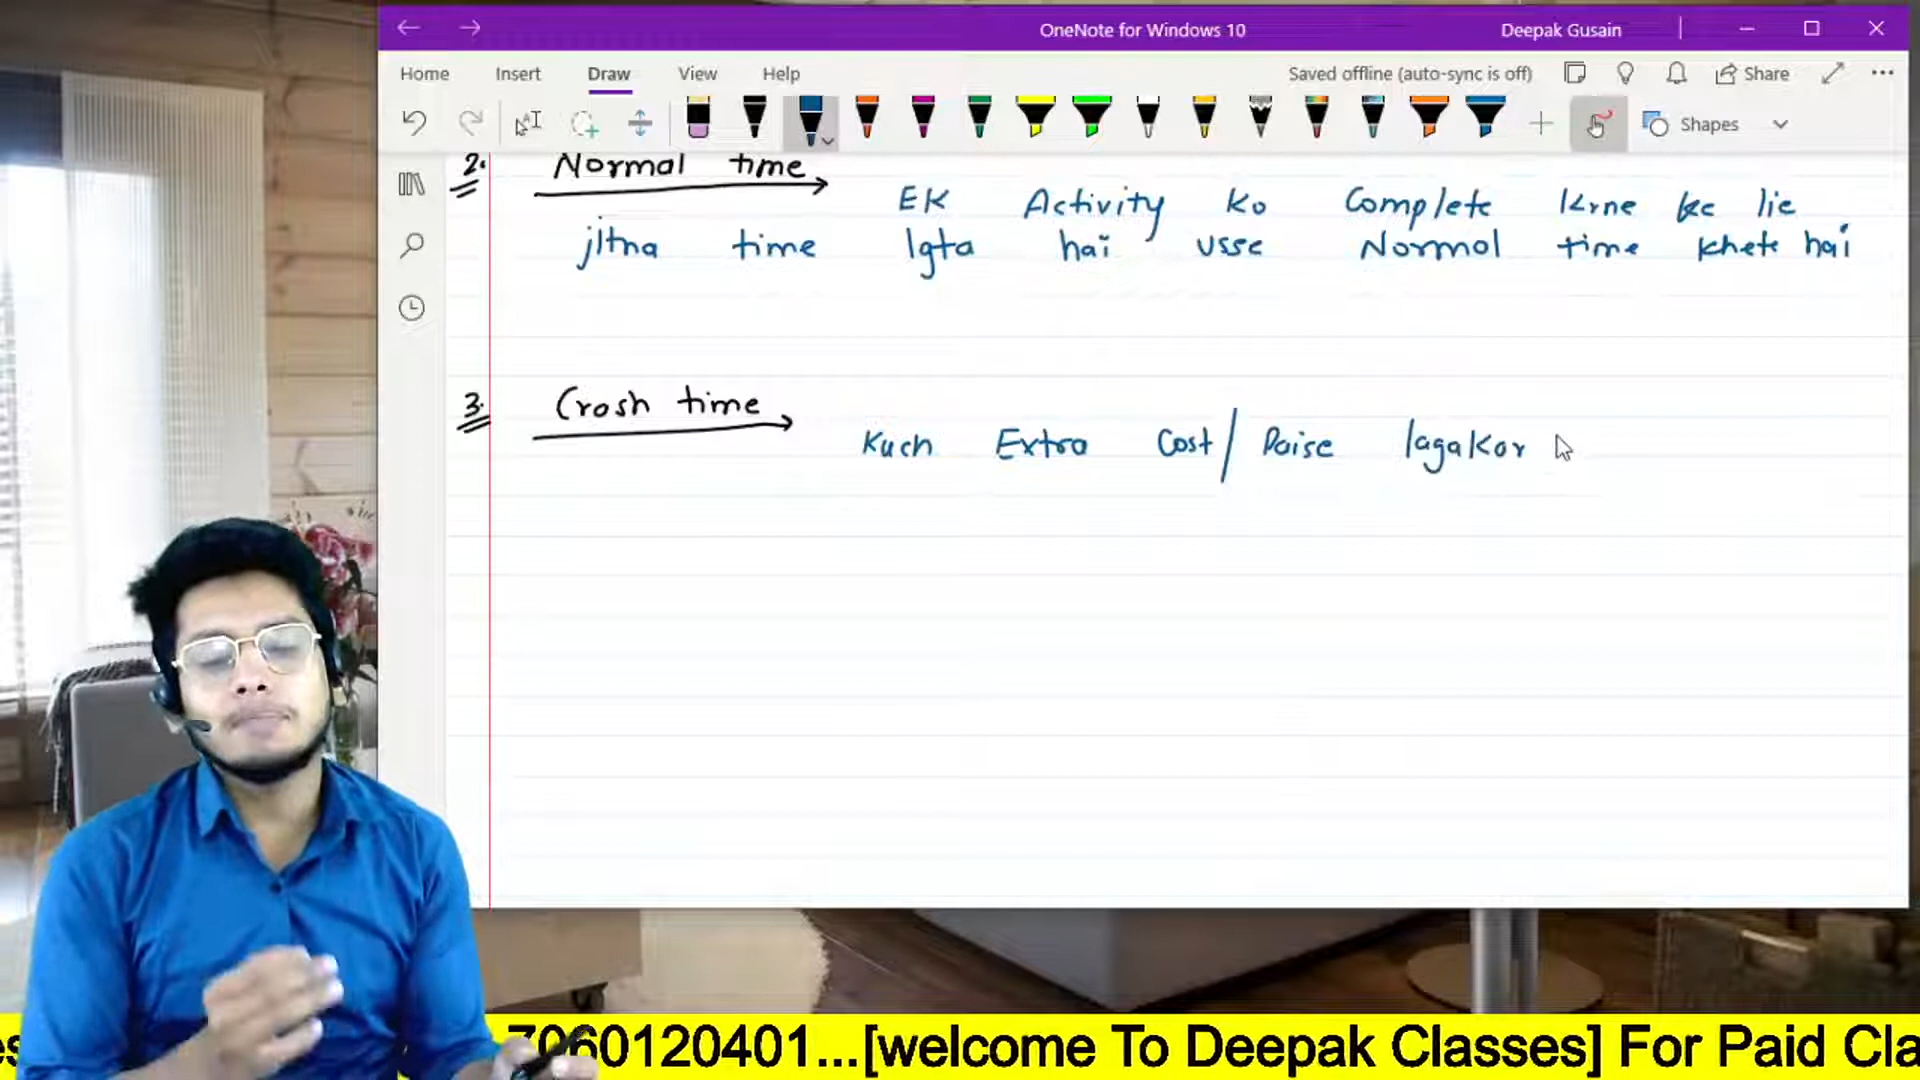 OneNote for Windows 10
Deepak Gusain
Home Insert Draw View Help
Saved offline (auto-sync is off)
Share
Shapes
2. Normal time
EK Activity Ko Complete Krne ke lie
jitna time lgta hai usse Normal time Khete hai
3. Crash time
Kuch Extra Cost/ Paise lagakar
7060120401...[welcome To Deepak Classes] For Paid Cla